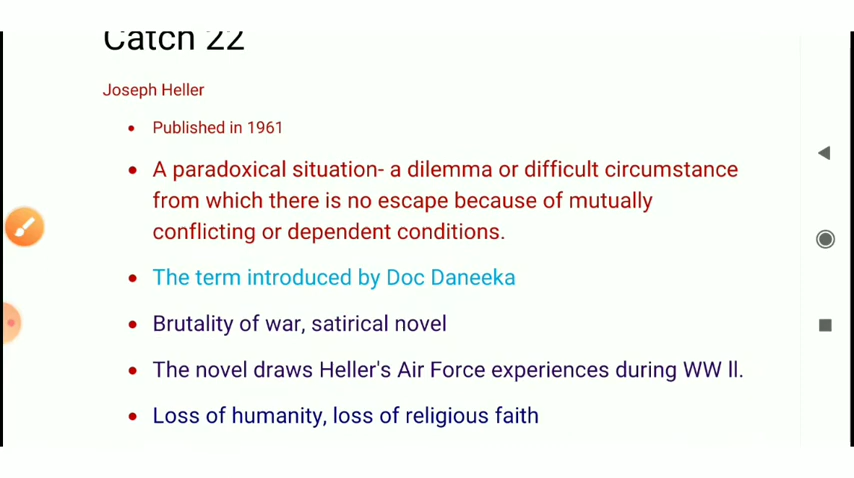 Catch 22
Joseph Heller
• Published in 1961
• A paradoxical situation- a dilemma or difficult circumstance
from which there is no escape because of mutually
conflicting or dependent conditions.
• The term introduced by Doc Daneeka
• Brutality of war, satirical novel
• The novel draws Heller's Air Force experiences during WW ll.
• Loss of humanity, loss of religious faith